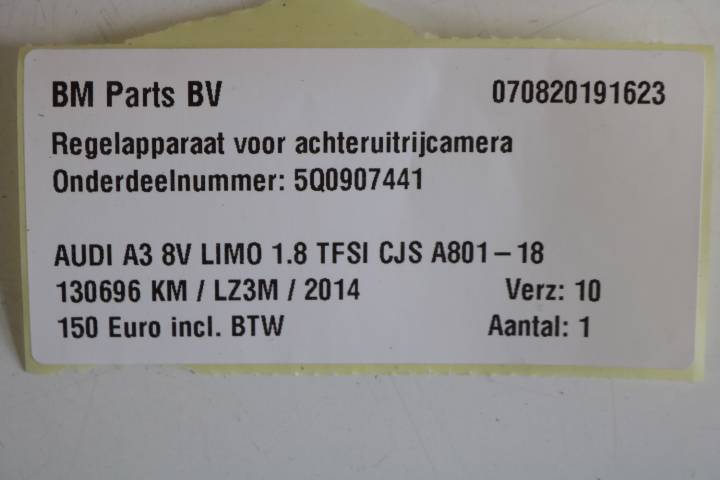 BM Parts BV 070820191623
Regelapparaat voor achteruitrijcamera
Onderdeelnummer: 5Q0907441
AUDI A3 8V LIMO 1.8 TFSI CJS A801-18
130696 KM / LZ3M / 2014 Verz: 10
150 Euro incl. BTW Aantal: 1